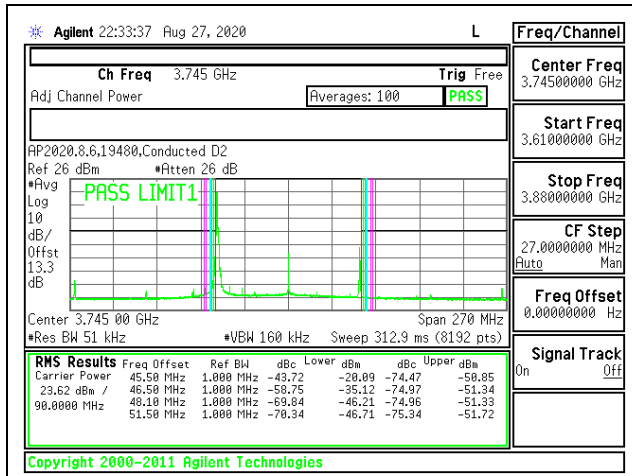 Agilent 22:33:37 Aug 27, 2020 L
Ch Freq 3.745 GHz Trig Free
Adj Channel Power Averages: 100 PASS
AP2020.8.6,19480,Conducted D2
Ref 26 dBm #Atten 26 dB
#Avg
Log
10
dB/
Offst
13.3
dB
PASS LIMIT1
Center 3.745 00 GHz Span 270 MHz
#Res BW 51 kHz #VBW 160 kHz Sweep 312.9 ms (8192 pts)
RMS Results Freq Offset Ref BW dBc Lower dBm dBc Upper dBm
Carrier Power 45.50 MHz 1.000 MHz -43.72 -20.09 -74.47 -50.85
23.62 dBm / 46.50 MHz 1.000 MHz -58.75 -35.12 -74.97 -51.34
90.0000 MHz 48.10 MHz 1.000 MHz -69.84 -46.21 -74.96 -51.33
51.50 MHz 1.000 MHz -70.34 -46.71 -75.34 -51.72
Copyright 2000-2011 Agilent Technologies
Freq/Channel
Center Freq
3.74500000 GHz
Start Freq
3.61000000 GHz
Stop Freq
3.88000000 GHz
CF Step
27.0000000 MHz
Auto Man
Freq Offset
0.00000000 Hz
Signal Track
On Off